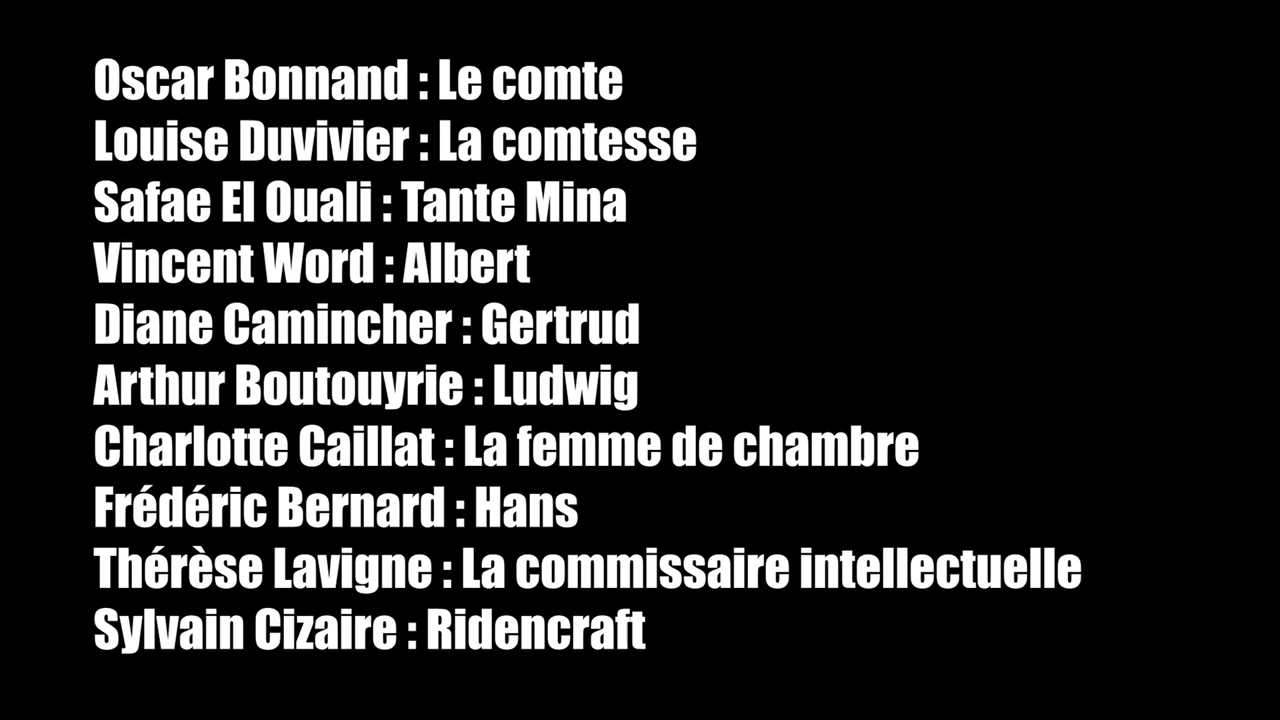 Oscar Bonnand : Le comte
Louise Duvivier : La comtesse
Safae El Ouali : Tante Mina
Vincent Word : Albert
Diane Camincher : Gertrud
Arthur Boutouyrie : Ludwig
Charlotte Caillat : La femme de chambre
Frédéric Bernard : Hans
Thérèse Lavigne : La commissaire intellectuelle
Sylvain Cizaire : Ridencraft